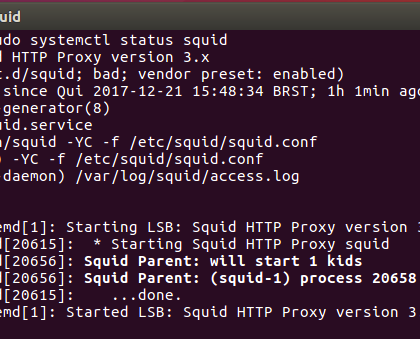 uid
udo systemctl status squid
d HTTP Proxy version 3.x
t.d/squid; bad; vendor preset: enabled)
since Qui 2017-12-21 15:48:34 BRST; 1h 1min ago
-generator(8)
uid.service
n/squid -YC -f /etc/squid/squid.conf
) -YC -f /etc/squid/squid.conf
-daemon) /var/log/squid/access.log
emd[1]: Starting LSB: Squid HTTP Proxy version 3
d[20615]:  * Starting Squid HTTP Proxy squid
d[20656]: Squid Parent: will start 1 kids
d[20656]: Squid Parent: (squid-1) process 20658
d[20615]:    ...done.
emd[1]: Started LSB: Squid HTTP Proxy version 3